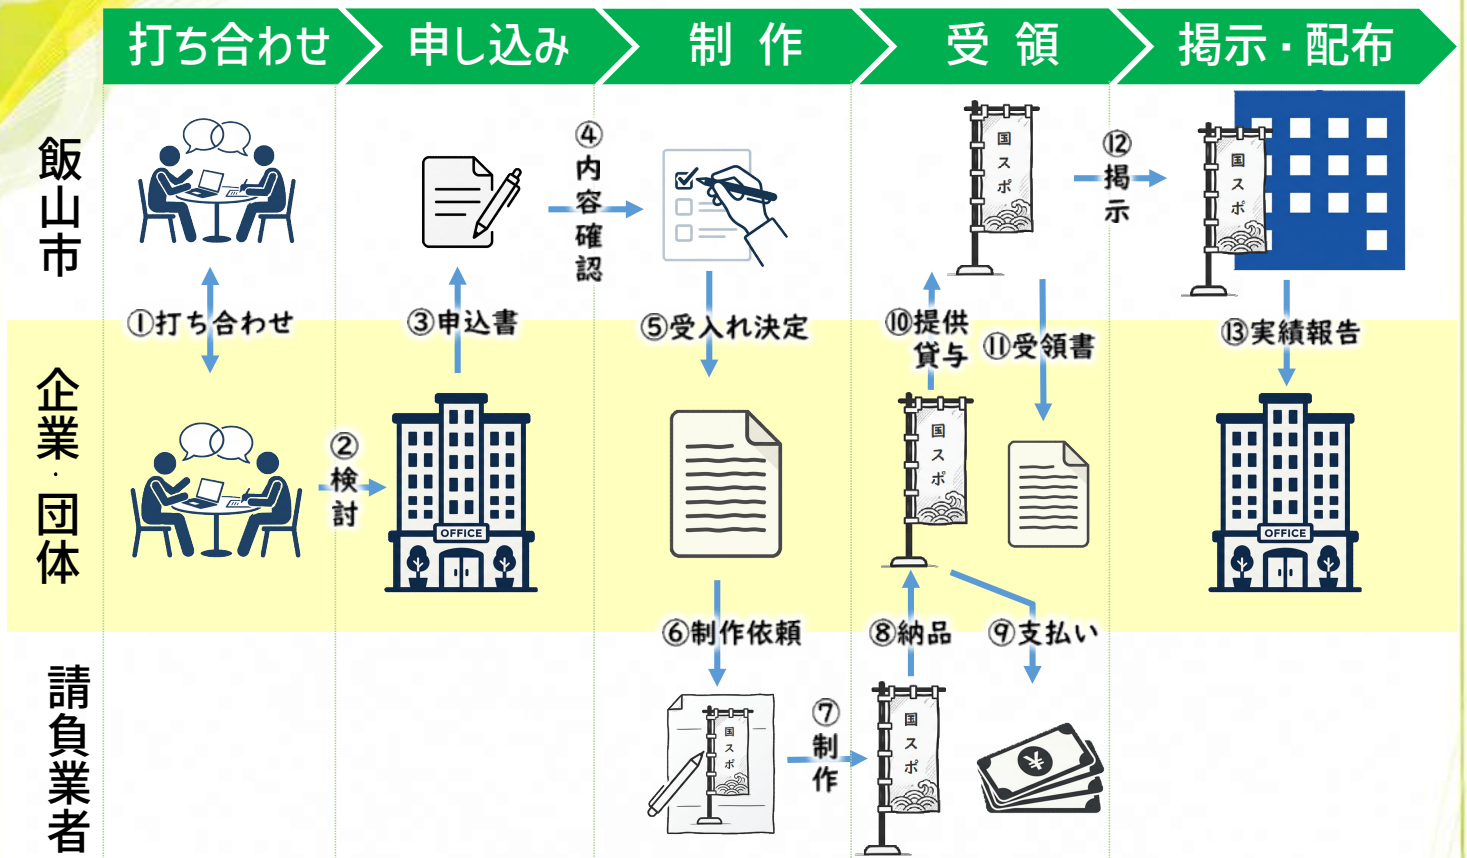 打ち合わせ
申し込み
制作
受領
掲示・配布
飯山市
④内容確認
国スポ
⑫掲示
国スポ
①打ち合わせ
③申込書
⑤受入れ決定
⑩提供貸与
⑪受領書
⑬実績報告
企業・団体
②検討
OFFICE
国スポ
OFFICE
⑥制作依頼
⑧納品
⑨支払い
請負業者
国スポ
⑦制作
国スポ
¥